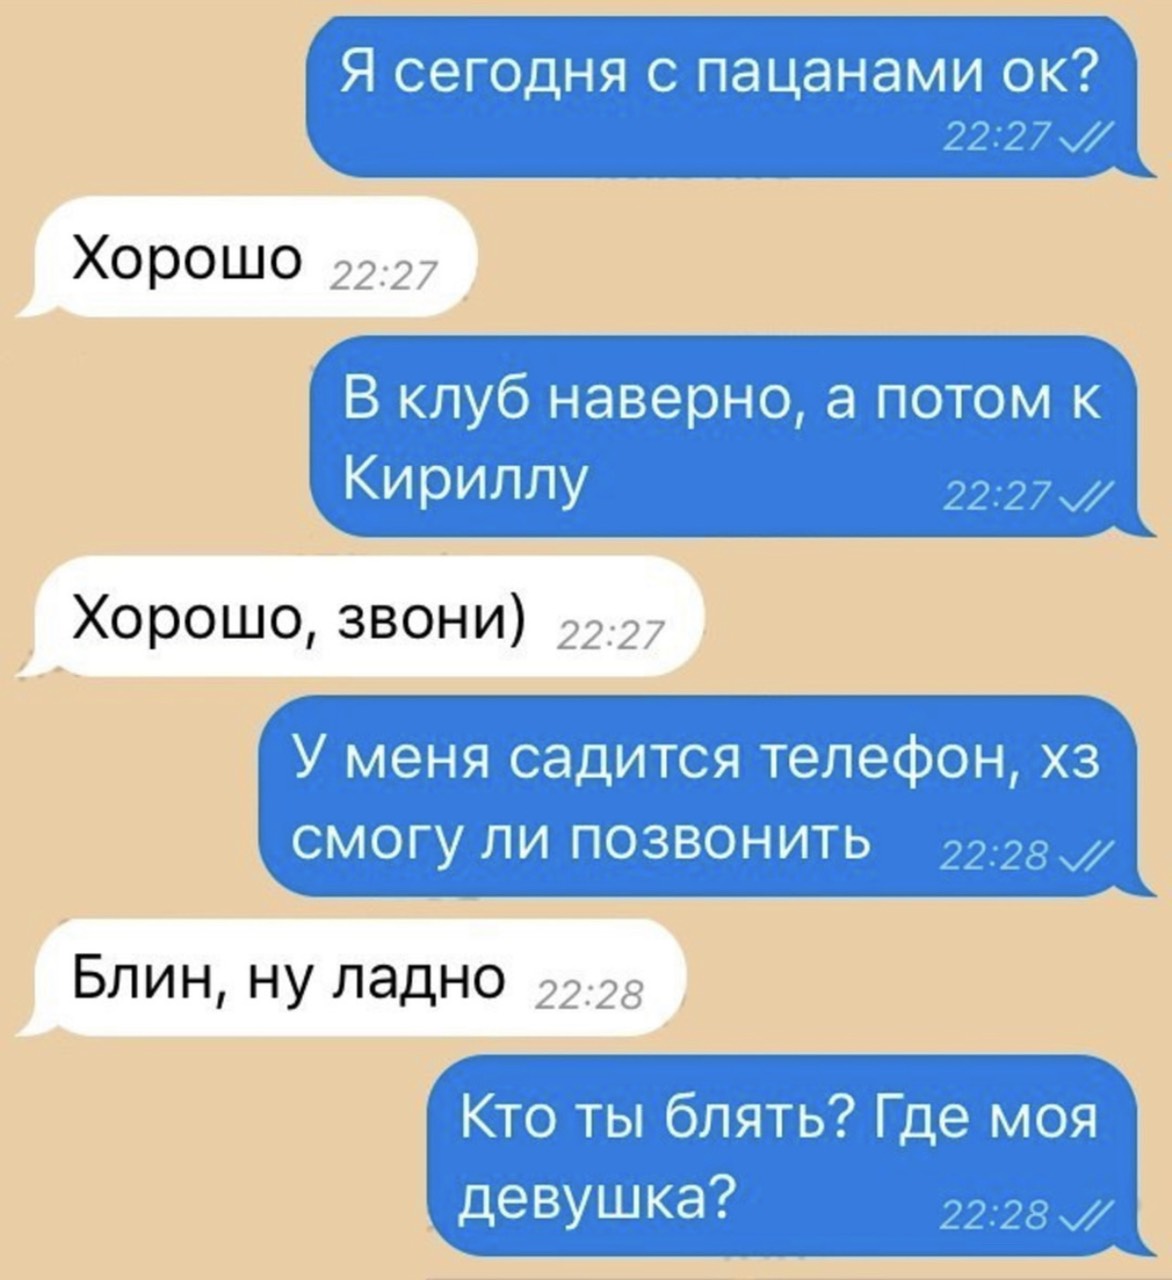 Я сегодня с пацанами ок?
22:27
Хорошо 22:27
В клуб наверно, а потом к
Кириллу 22:27
Хорошо, звони) 22:27
У меня садится телефон, хз
смогу ли позвонить 22:28
Блин, ну ладно 22:28
Кто ты блять? Где моя
девушка? 22:28